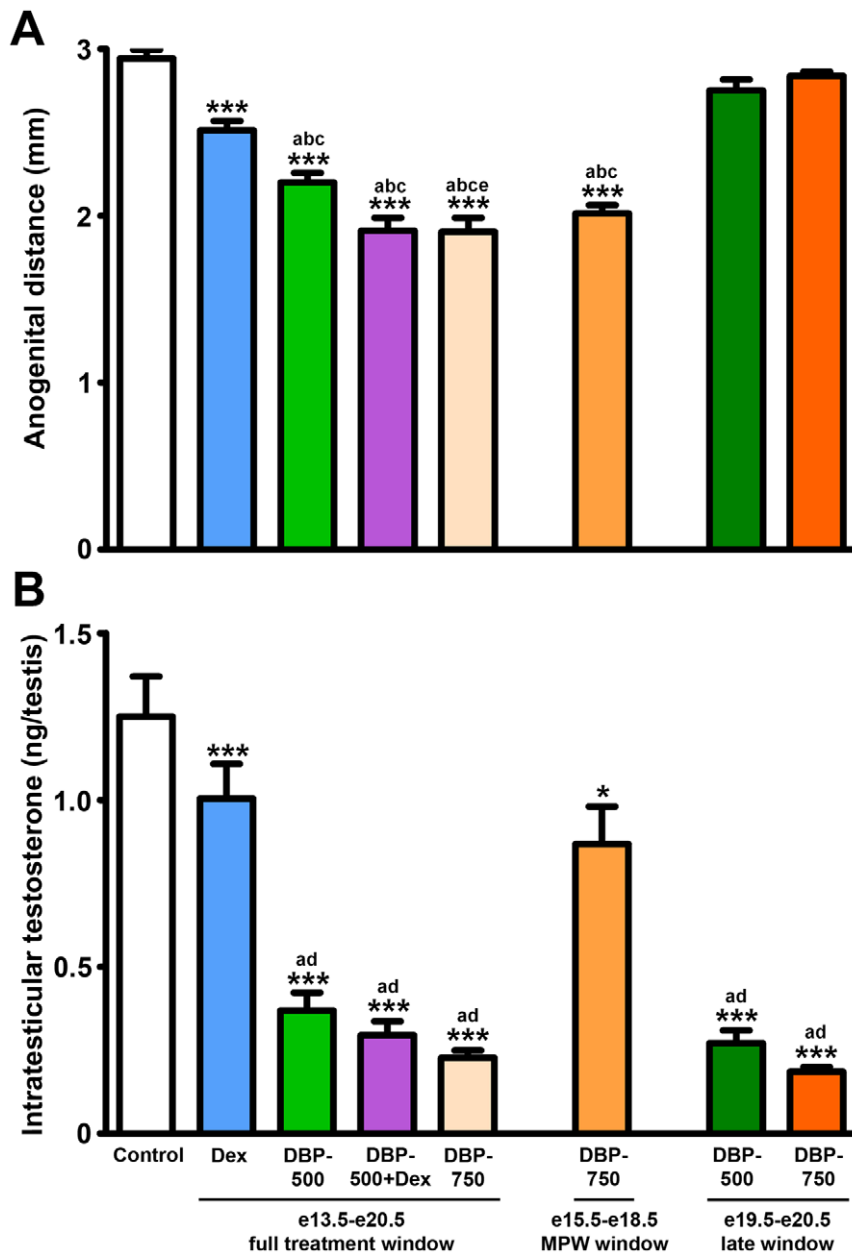 A
Anogenital distance (mm)
3
2
1
0
***
abc
***
abc
***
abce
***
abc
***
B
Intratesticular testosterone (ng/testis)
1.5
1.0
0.5
0
***
ad
***
ad
***
ad
***
*
ad
***
ad
***
Control
Dex
DBP-
500
DBP-
500+Dex
DBP-
750
DBP-
750
DBP-
500
DBP-
750
e13.5-e20.5
full treatment window
e15.5-e18.5
MPW window
e19.5-e20.5
late window